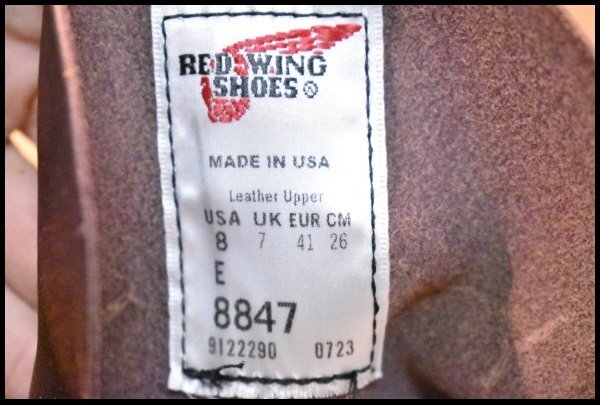 RED WING
SHOES®
MADE IN USA
Leather Upper
USA UK EUR CM
8 7 41 26
E
8847
9122290 0723